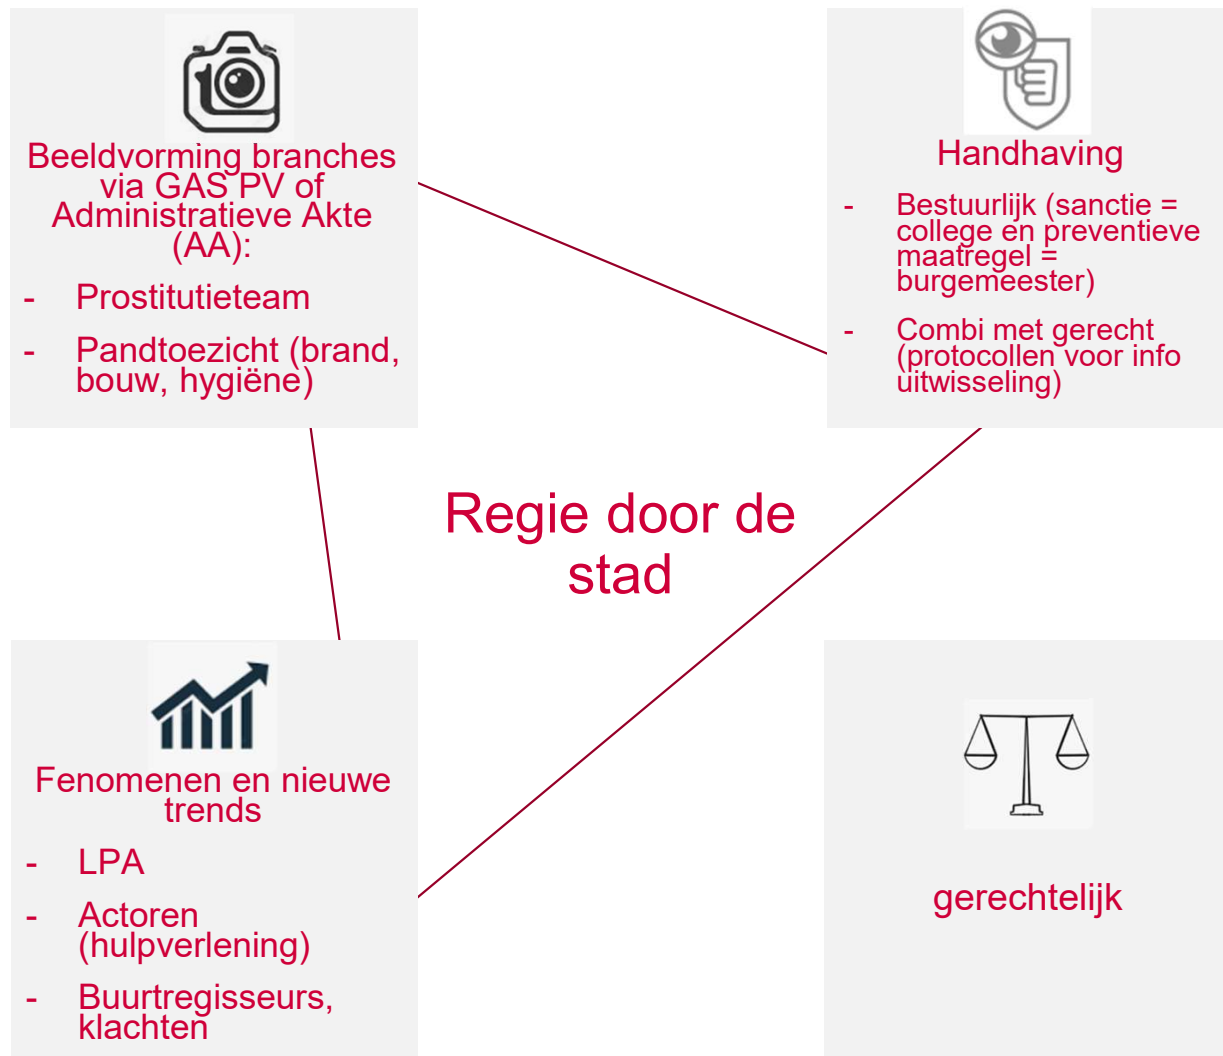 Beeldvorming branches
via GAS PV of
Administratieve Akte
(AA):
- Prostitutieteam
- Pandtoezicht (brand,
bouw, hygiëne)
Handhaving
- Bestuurlijk (sanctie =
college en preventieve
maatregel =
burgemeester)
- Combi met gerecht
(protocollen voor info
uitwisseling)
Regie door de
stad
Fenomenen en nieuwe
trends
- LPA
- Actoren
(hulpverlening)
- Buurtregisseurs,
klachten
gerechtelijk